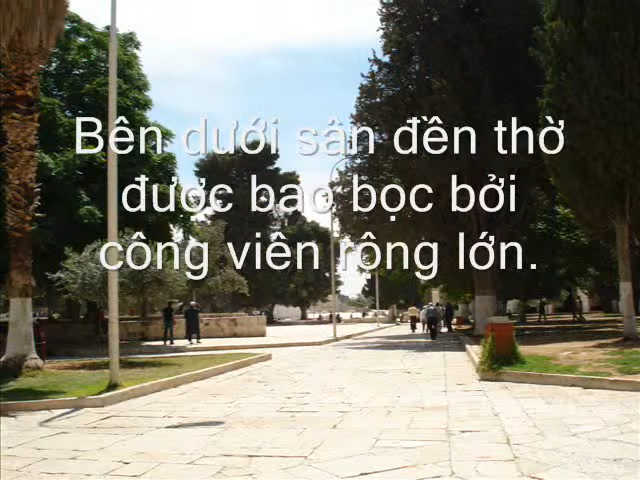 Bên dưới sân đền thờ
được bao bọc bởi
công viên rộng lớn.